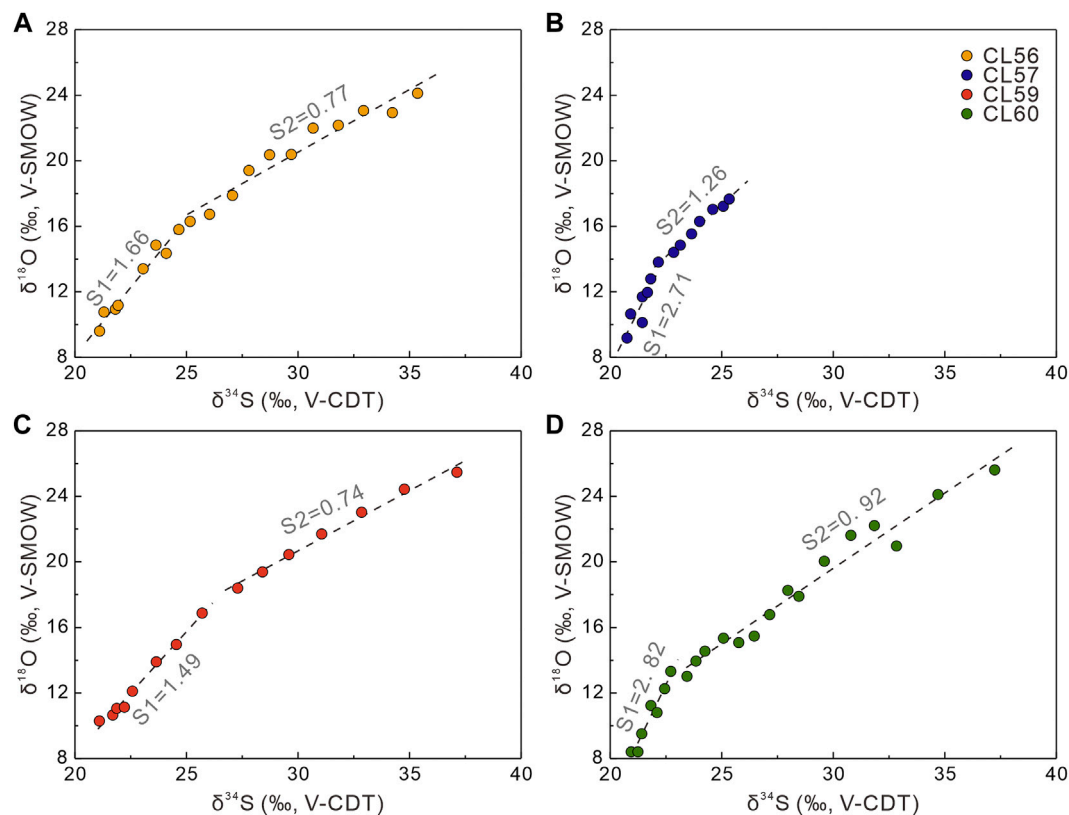 A
28
24
20
16
12
8
δ¹⁸O (‰, V-SMOW)
S1=1.66
S2=0.77
20 25 30 35 40
δ³⁴S (‰, V-CDT)
B
28
24
20
16
12
8
δ¹⁸O (‰, V-SMOW)
CL56
CL57
CL59
CL60
S2=1.26
S1=2.71
20 25 30 35 40
δ³⁴S (‰, V-CDT)
C
28
24
20
16
12
8
δ¹⁸O (‰, V-SMOW)
S2=0.74
S1=1.49
20 25 30 35 40
δ³⁴S (‰, V-CDT)
D
28
24
20
16
12
8
δ¹⁸O (‰, V-SMOW)
S2=0. 92
S1=2. 82
20 25 30 35 40
δ³⁴S (‰, V-CDT)